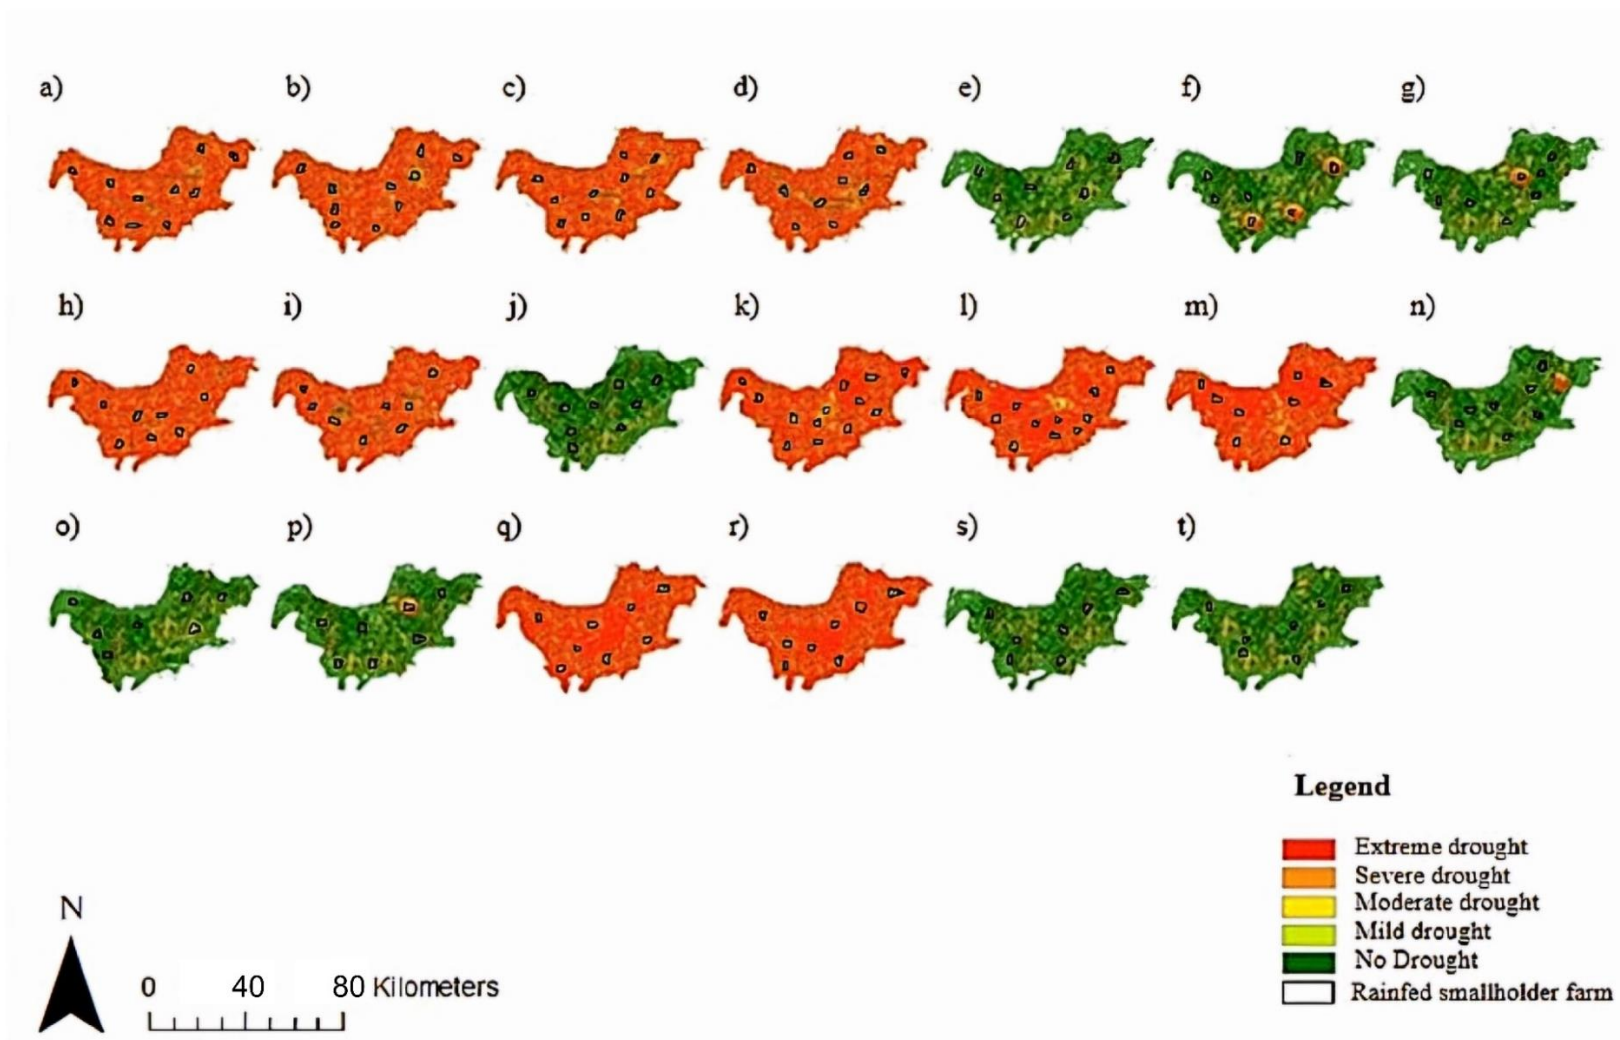 a) b) c) d) e) f) g)
h) i) j) k) l) m) n)
o) p) q) r) s) t)
Legend
Extreme drought
Severe drought
Moderate drought
Mild drought
No Drought
Rainfed smallholder farm
N
0 40 80 Kilometers